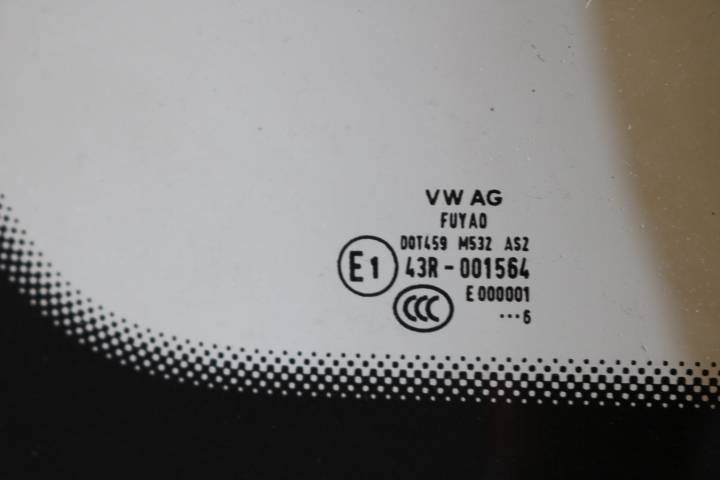 VW AG
FUYAO
DOT459 M532 AS2
E1 43R-001564
E 000001
CCC ···6